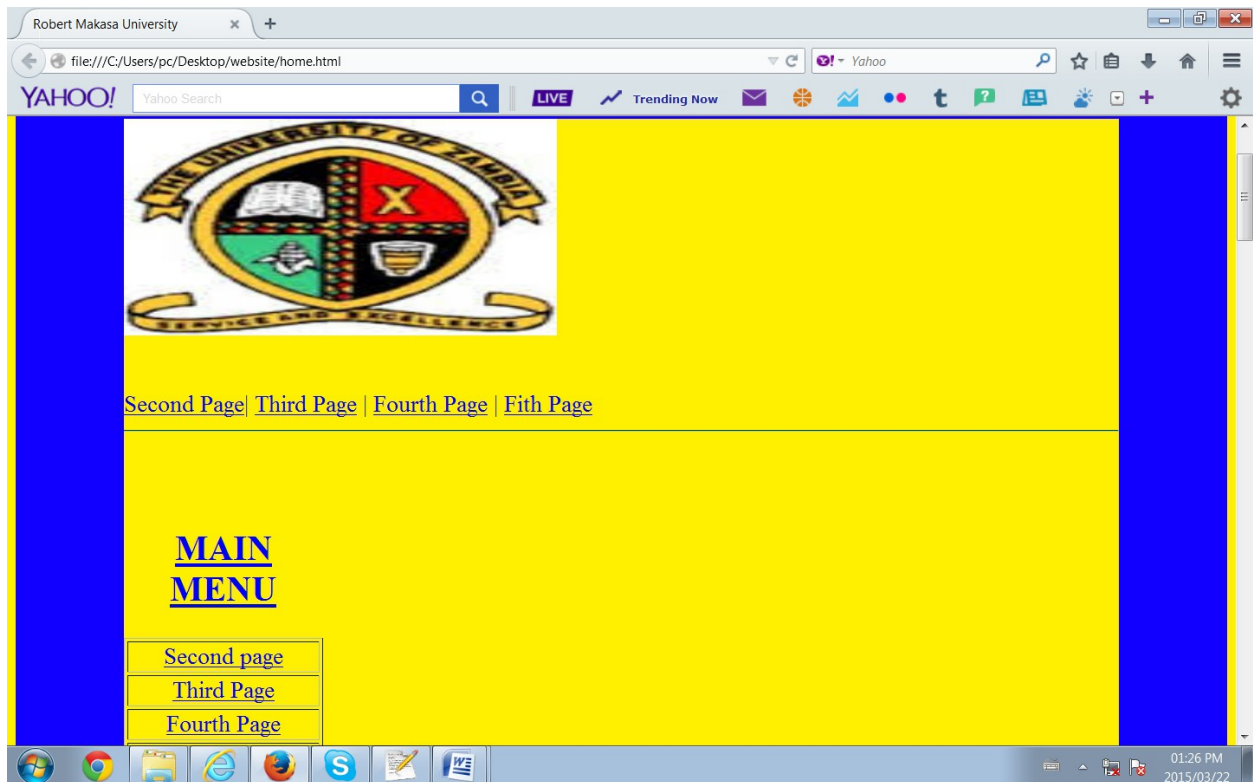 Robert Makasa University
file:///C:/Users/pc/Desktop/website/home.html
Yahoo
YAHOO!
Yahoo Search
LIVE
Trending Now
THE UNIVERSITY OF ZAMBIA
X
SERVICE AND EXCELLENCE
Second Page| Third Page | Fourth Page | Fith Page
MAIN
MENU
Second page
Third Page
Fourth Page
01:26 PM
2015/03/22